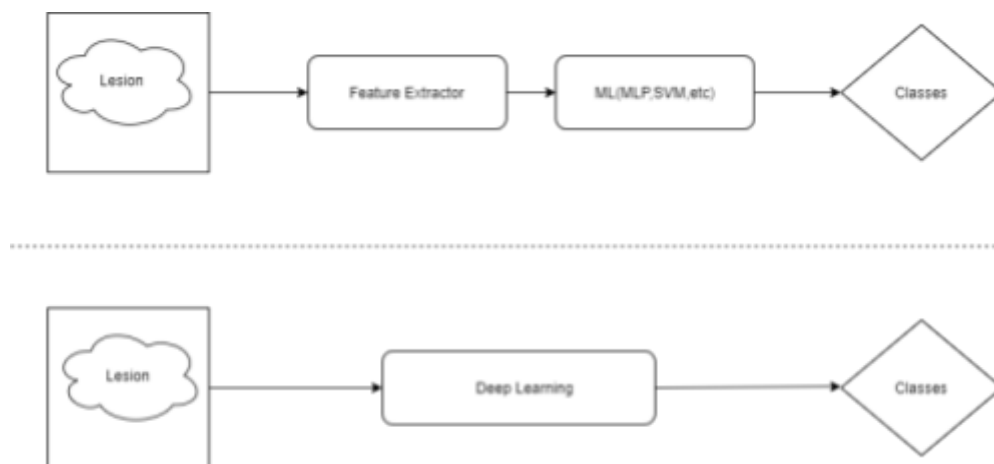 Lesion
Feature Extractor
ML(MLP,SVM,etc)
Classes
Lesion
Deep Learning
Classes